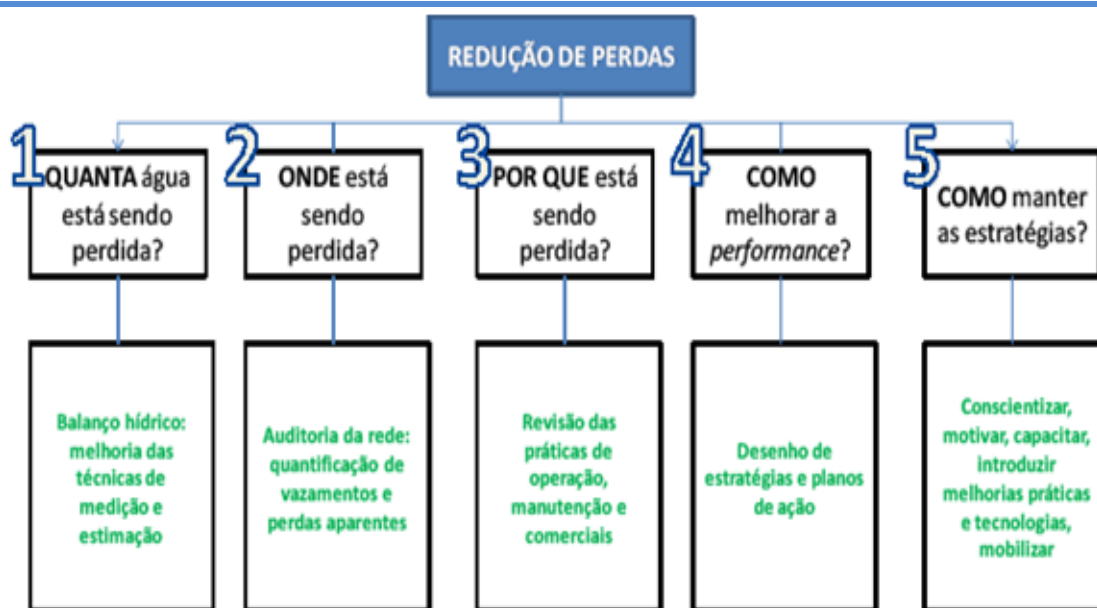 REDUÇÃO DE PERDAS
1
QUANTA água
está sendo
perdida?
2
ONDE está
sendo
perdida?
3
POR QUE está
sendo
perdida?
4
COMO
melhorar a
performance?
5
COMO manter
as estratégias?
Balanço hídrico:
melhoria das
técnicas de
medição e
estimação
Auditoria da rede:
quantificação de
vazamentos e
perdas aparentes
Revisão das
práticas de
operação,
manutenção e
comerciais
Desenho de
estratégias e planos
de ação
Conscientizar,
motivar, capacitar,
introduzir
melhorias práticas
e tecnologias,
mobilizar